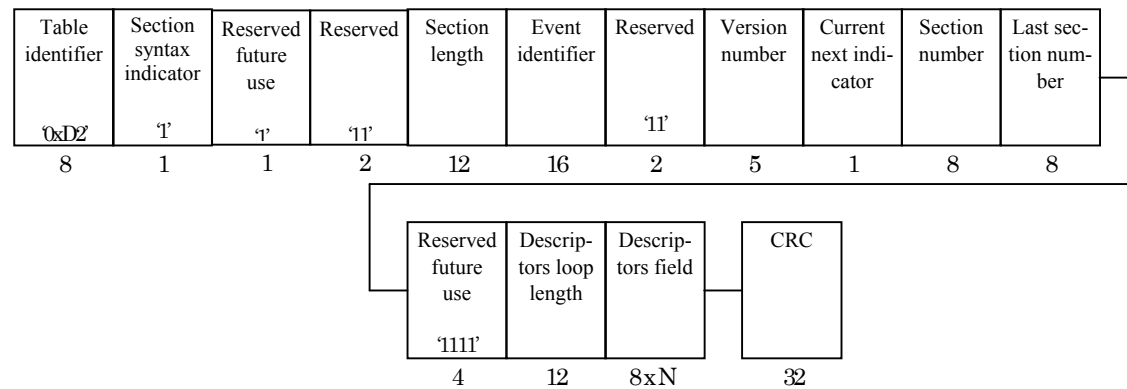 Table
identifier
'0xD2'
8
Section
syntax
indicator
'1'
1
Reserved
future
use
'1'
1
Reserved
'11'
2
Section
length
12
Event
identifier
16
Reserved
'11'
2
Version
number
5
Current
next indi-
cator
1
Section
number
8
Last sec-
tion num-
ber
8
Reserved
future
use
'1111'
4
Descrip-
tors loop
length
12
Descrip-
tors field
8xN
CRC
32